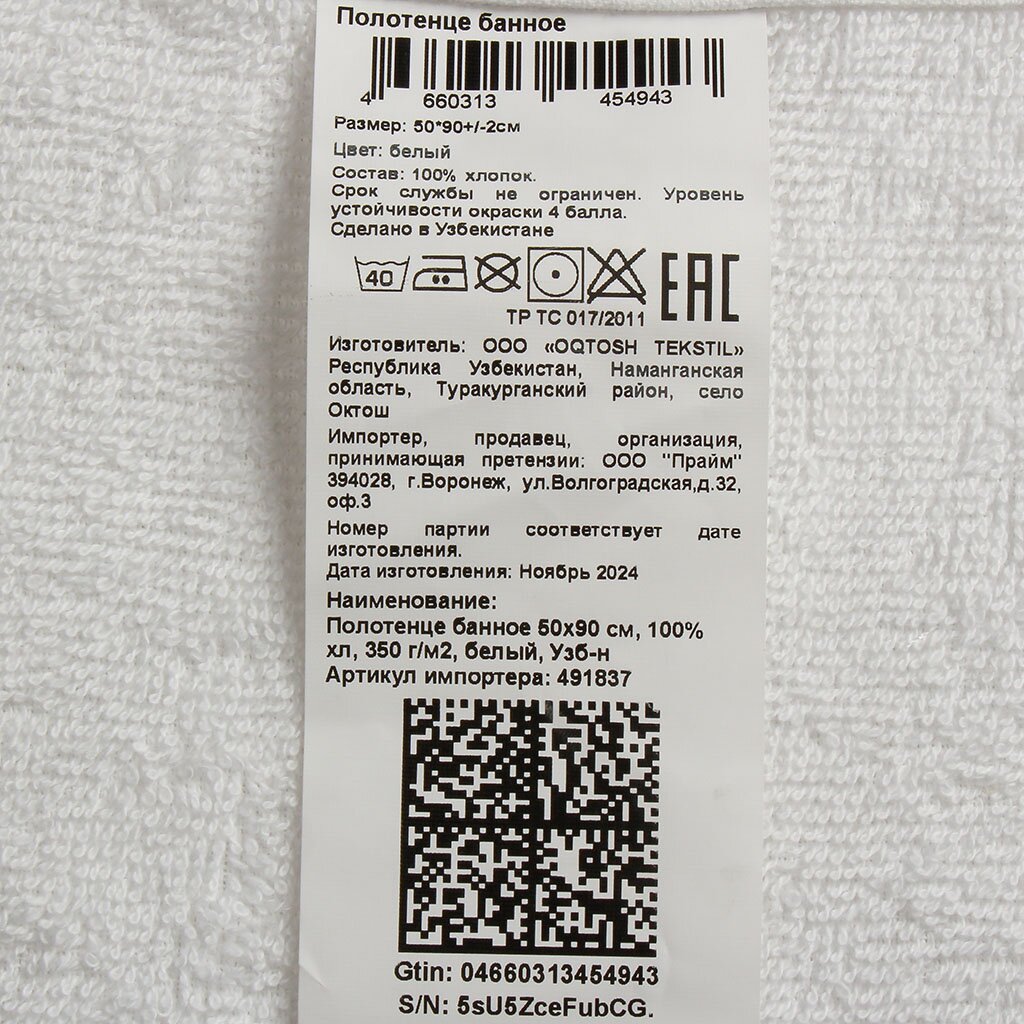 Полотенце банное
4 660313 454943
Размер: 50*90+/-2см
Цвет: белый
Состав: 100% хлопок.
Срок службы не ограничен. Уровень
устойчивости окраски 4 балла.
Сделано в Узбекистане
40
EAC
ТР ТС 017/2011
Изготовитель: ООО «OQTOSH TEKSTIL»
Республика Узбекистан, Наманганская
область, Туракурганский район, село
Октош
Импортер, продавец, организация,
принимающая претензии: ООО "Прайм"
394028, г.Воронеж, ул.Волгоградская,д.32,
оф.3
Номер партии соответствует дате
изготовления.
Дата изготовления: Ноябрь 2024
Наименование:
Полотенце банное 50х90 см, 100%
хл, 350 г/м2, белый, Узб-н
Артикул импортера: 491837
Gtin: 04660313454943
S/N: 5sU5ZceFubCG.